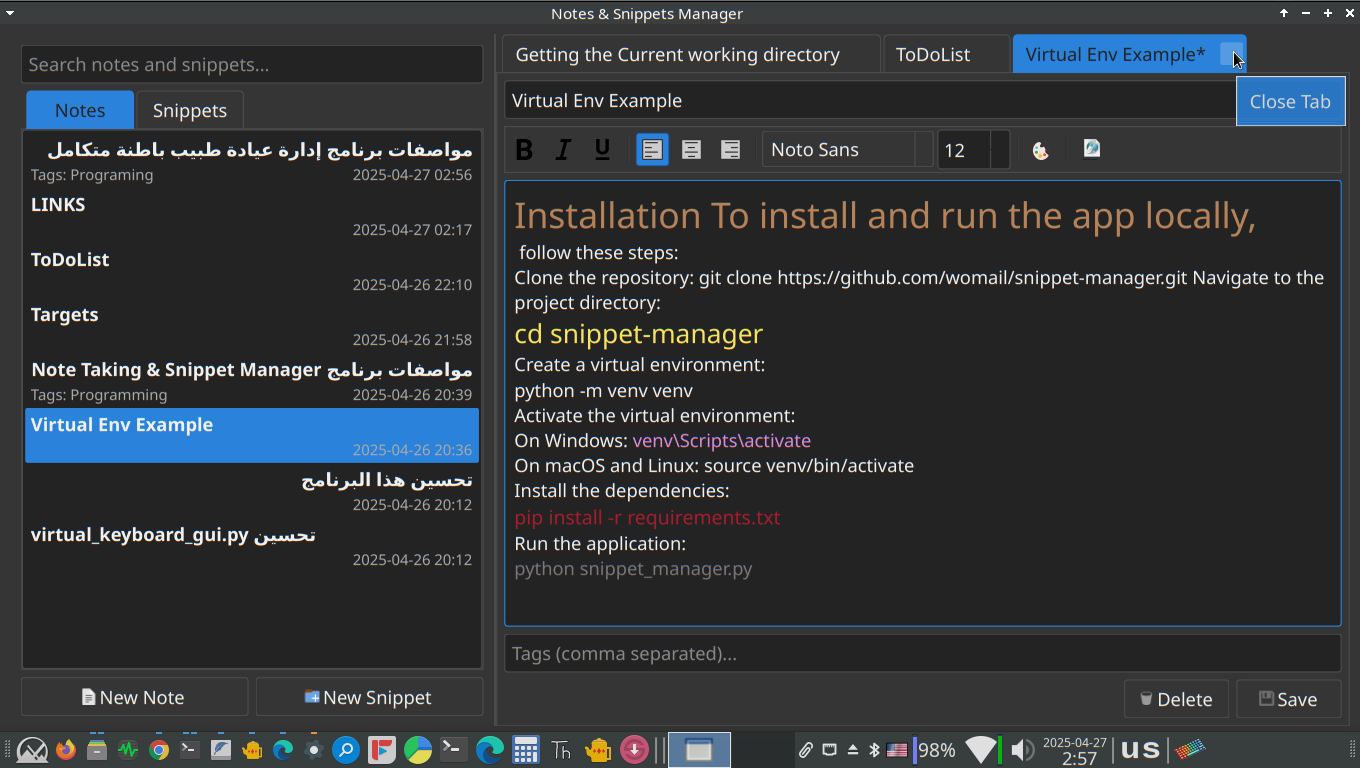 Notes & Snippets Manager
Search notes and snippets...
Notes
Snippets
مواصفات برنامج إدارة عيادة طبيب باطنة متكامل
Tags: Programing
2025-04-27 02:56
LINKS
2025-04-27 02:17
ToDoList
2025-04-26 22:10
Targets
2025-04-26 21:58
Note Taking & Snippet Manager مواصفات برنامج
Tags: Programming
2025-04-26 20:39
Virtual Env Example
2025-04-26 20:36
تحسين هذا البرنامج
2025-04-26 20:12
virtual_keyboard_gui.py تحسين
2025-04-26 20:12
New Note
New Snippet
Getting the Current working directory
ToDoList
Virtual Env Example*
Close Tab
Virtual Env Example
B I U
Noto Sans
12
Installation To install and run the app locally,
follow these steps:
Clone the repository: git clone https://github.com/womail/snippet-manager.git Navigate to the
project directory:
cd snippet-manager
Create a virtual environment:
python -m venv venv
Activate the virtual environment:
On Windows: venv\Scripts\activate
On macOS and Linux: source venv/bin/activate
Install the dependencies:
pip install -r requirements.txt
Run the application:
python snippet_manager.py
Tags (comma separated)...
Delete
Save
Th
98%
2025-04-27
2:57
us